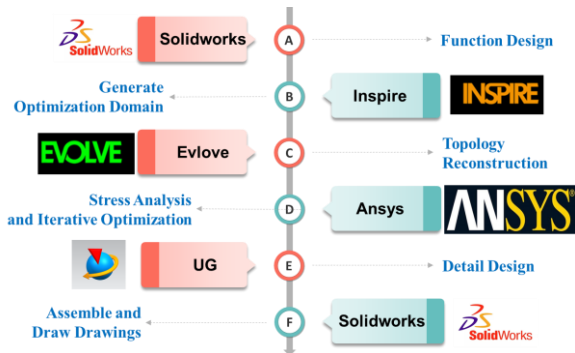 SolidWorks
Solidworks
A
Function Design
Generate
Optimization Domain
B
Inspire
INSPIRE
EVOLVE
Evlove
C
Topology
Reconstruction
Stress Analysis
and Iterative Optimization
D
Ansys
ANSYS®
UG
E
Detail Design
Assemble and
Draw Drawings
F
Solidworks
SolidWorks